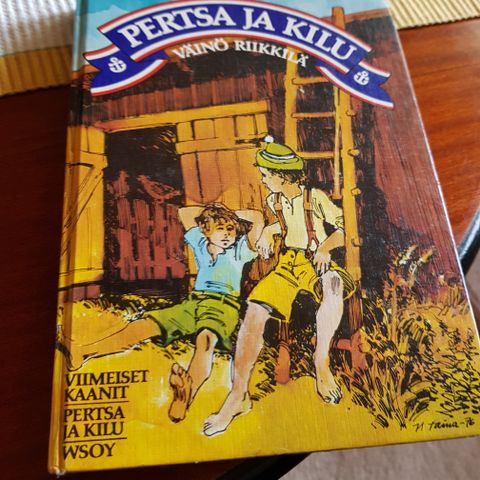 PERTSA JA KILU
VÄINÖ RIIKKILÄ
VIIMEISET
KAANIT
PERTSA
JA KILU
WSOY